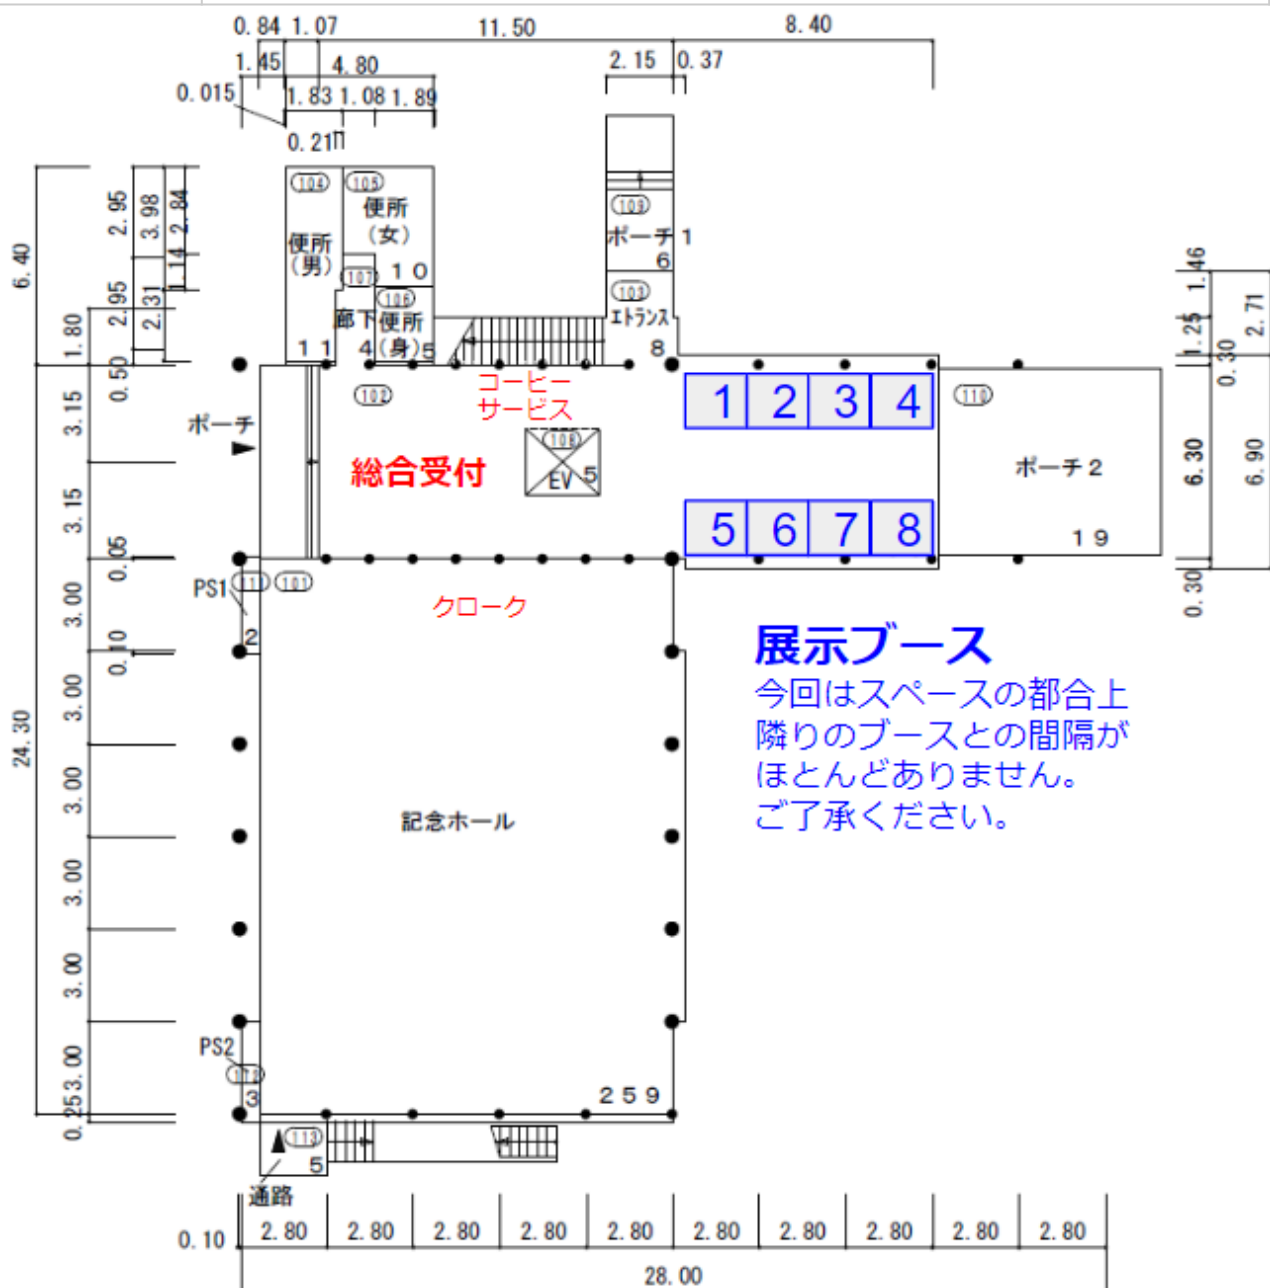 0.84
1.07
11.50
8.40
1.45
4.80
2.15
0.37
0.015
1.83
1.08
1.89
0.21
6.40
2.95
3.98
2.84
1.14
2.95
2.31
1.80
0.50
3.15
3.15
0.05
3.00
0.10
3.00
3.00
3.00
3.00
3.00
0.25
24.30
104
便所
(男)
11
105
便所
(女)
10
107
廊下
4
106
便所
(身)
5
109
ポーチ1
6
103
エトランス
8
1.46
1.25
2.71
0.30
6.30
6.90
0.30
コーヒー
サービス
102
ポーチ
総合受付
108
EV 5
1 2 3 4
5 6 7 8
110
ポーチ2
19
PS1
111
101
2
クローク
展示ブース
今回はスペースの都合上
隣りのブースとの間隔が
ほとんどありません。
ご了承ください。
記念ホール
259
PS2
112
3
113
5
通路
0.10
2.80 2.80 2.80 2.80 2.80 2.80 2.80 2.80 2.80 2.80
28.00